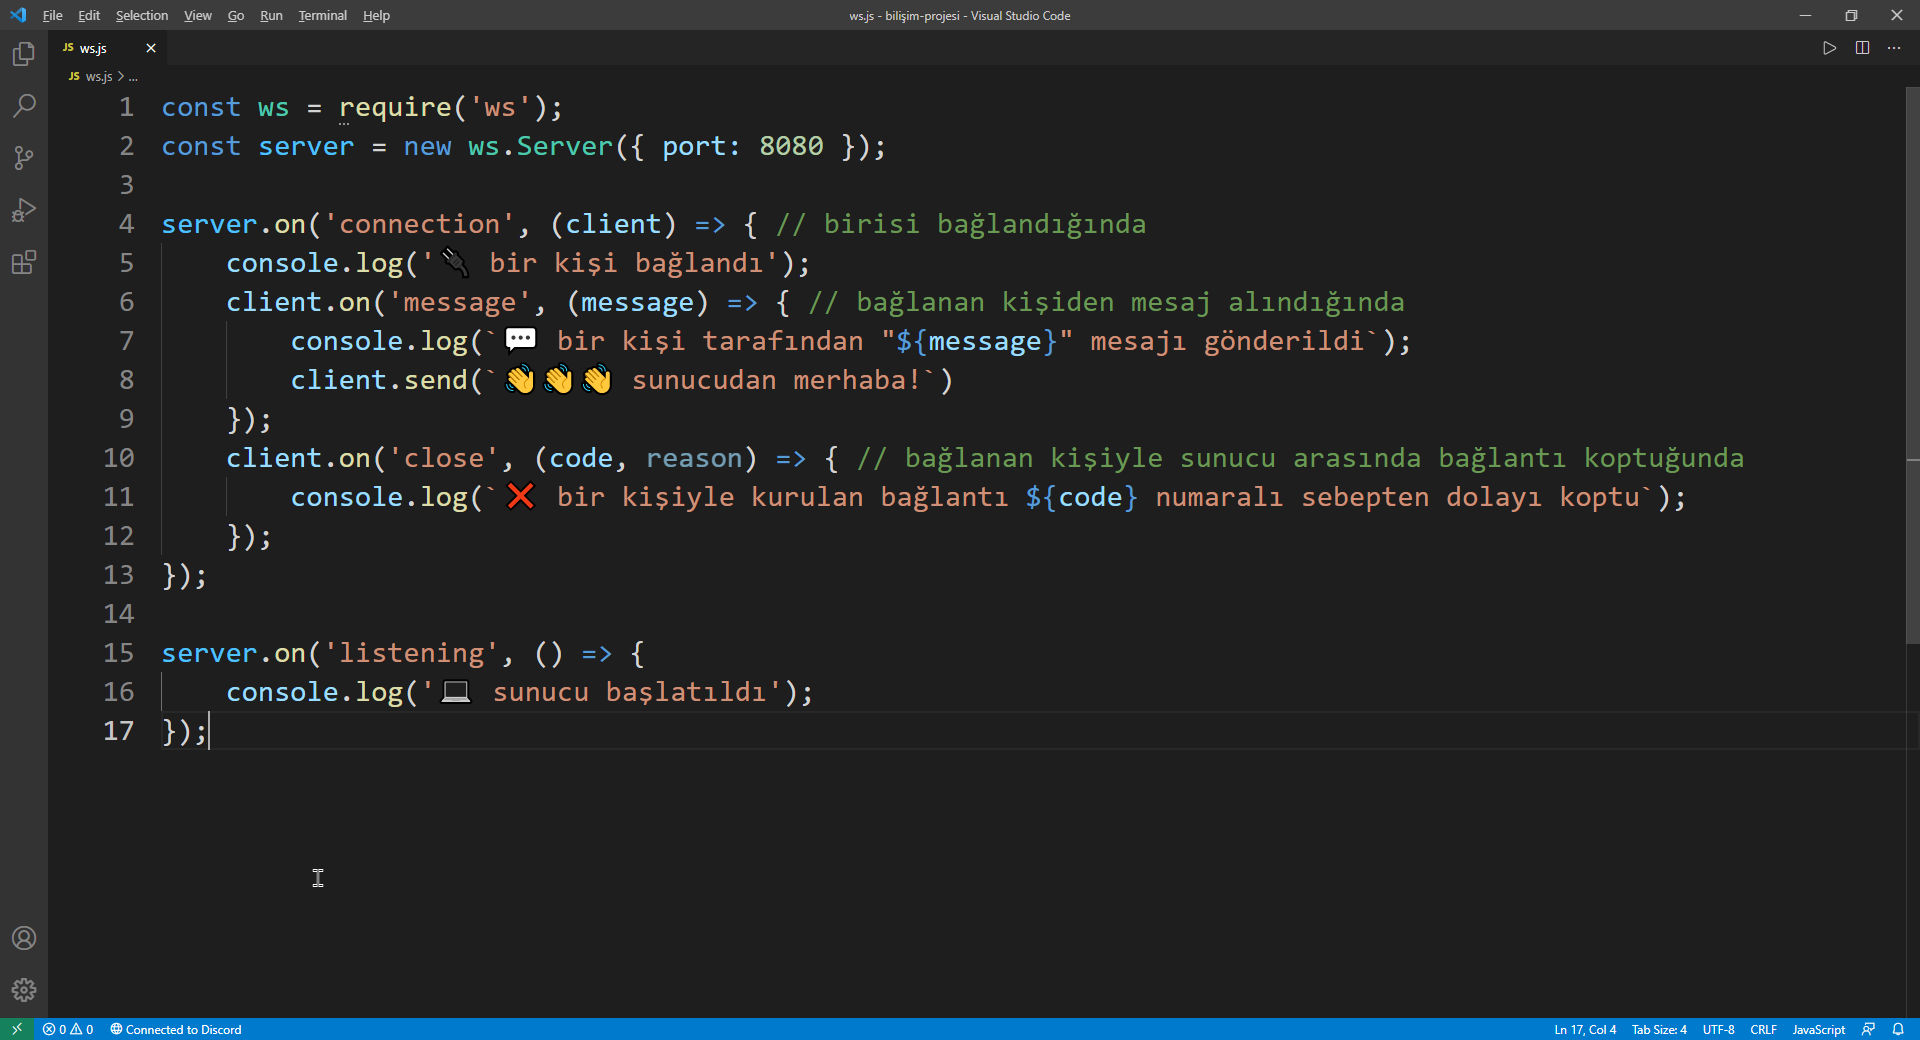 File Edit Selection View Go Run Terminal Help
ws.js - bilişim-projesi - Visual Studio Code
JS ws.js
JS ws.js > ...
1 const ws = require('ws');
2 const server = new ws.Server({ port: 8080 });
3
4 server.on('connection', (client) => { // birisi bağlandığında
5     console.log('🔌 bir kişi bağlandı');
6     client.on('message', (message) => { // bağlanan kişiden mesaj alındığında
7         console.log(`💬 bir kişi tarafından "${message}" mesajı gönderildi`);
8         client.send(`👋👋👋 sunucudan merhaba!`)
9     });
10     client.on('close', (code, reason) => { // bağlanan kişiyle sunucu arasında bağlantı koptuğunda
11         console.log(`❌ bir kişiyle kurulan bağlantı ${code} numaralı sebepten dolayı koptu`);
12     });
13 });
14
15 server.on('listening', () => {
16     console.log('💻 sunucu başlatıldı');
17 });
0 0 Connected to Discord
Ln 17, Col 4 Tab Size: 4 UTF-8 CRLF JavaScript